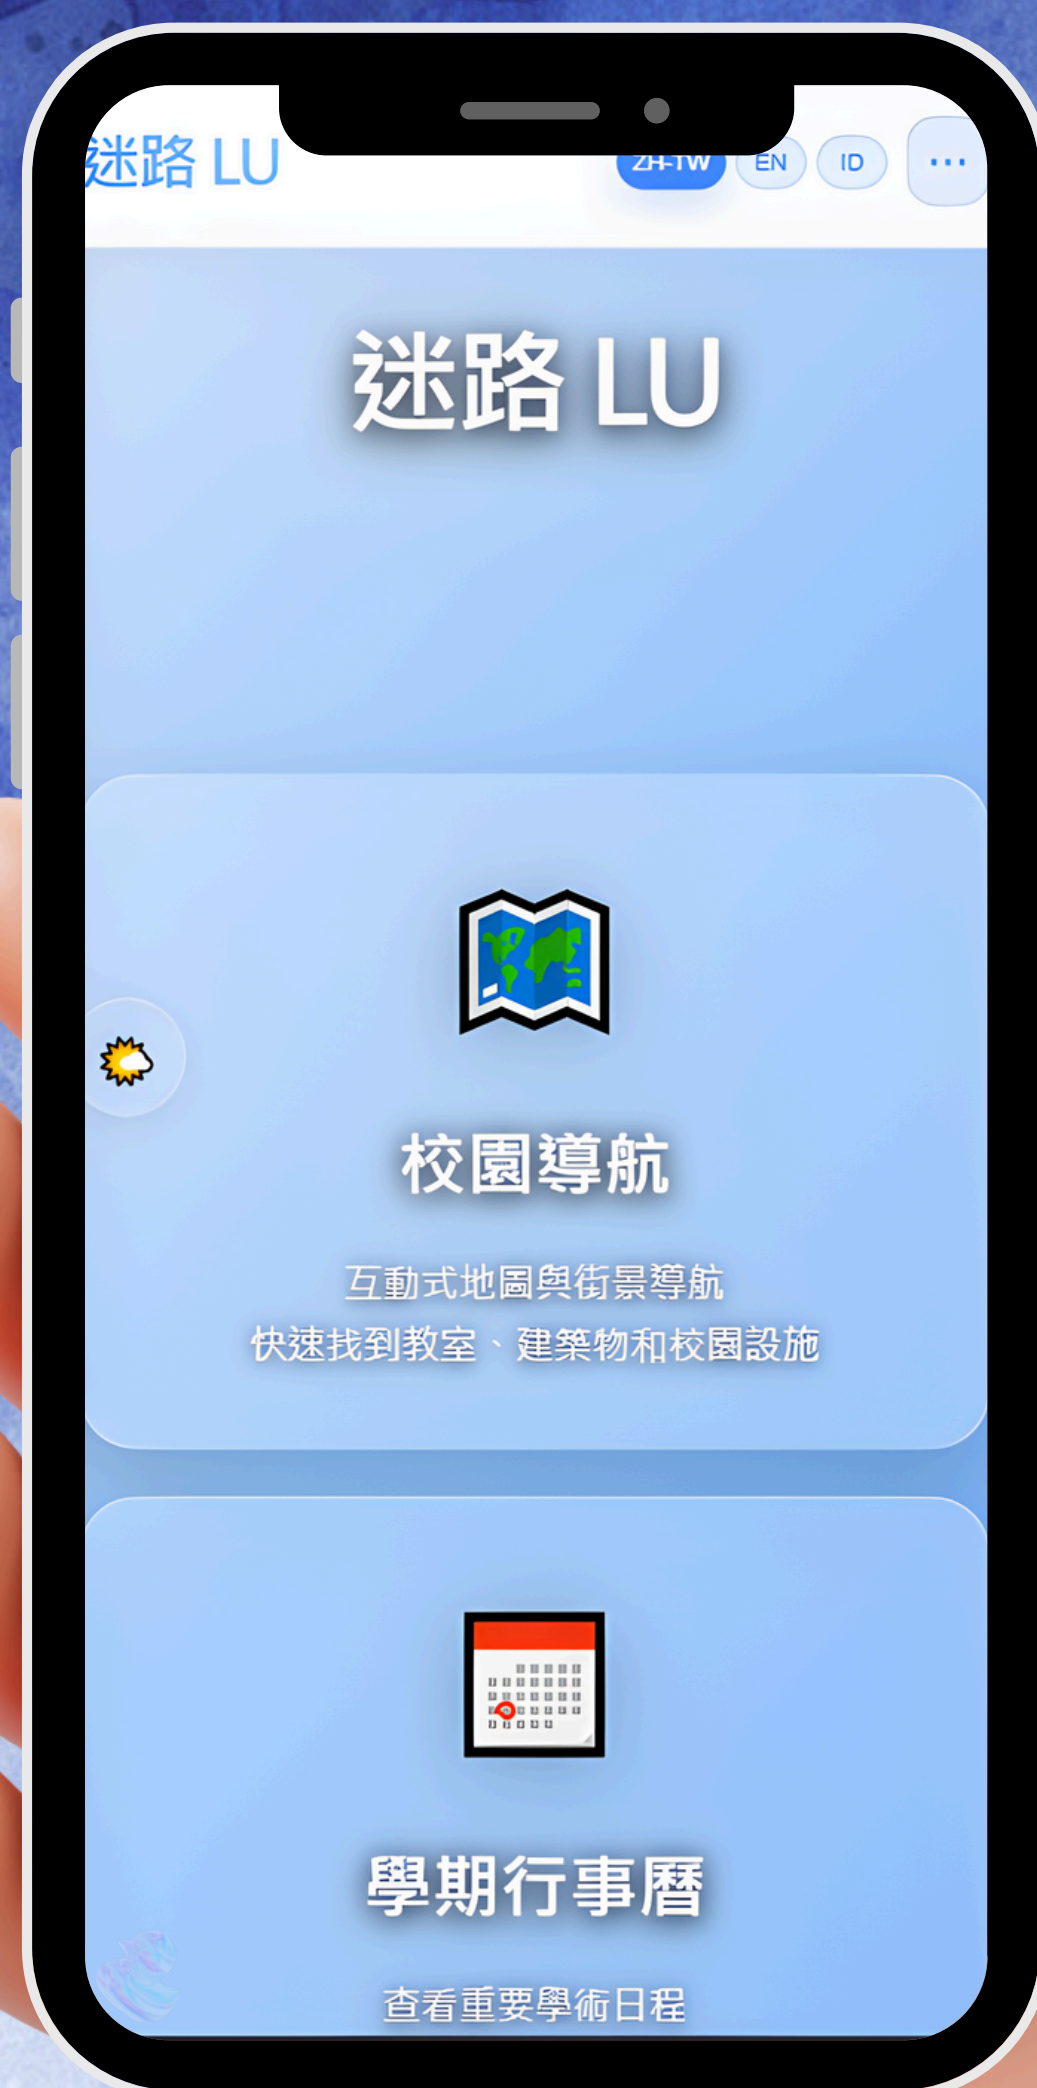 迷路 LU
ZH-TW EN ID ...
迷路 LU
校園導航
互動式地圖與街景導航
快速找到教室、建築物和校園設施
學期行事曆
查看重要學術日程